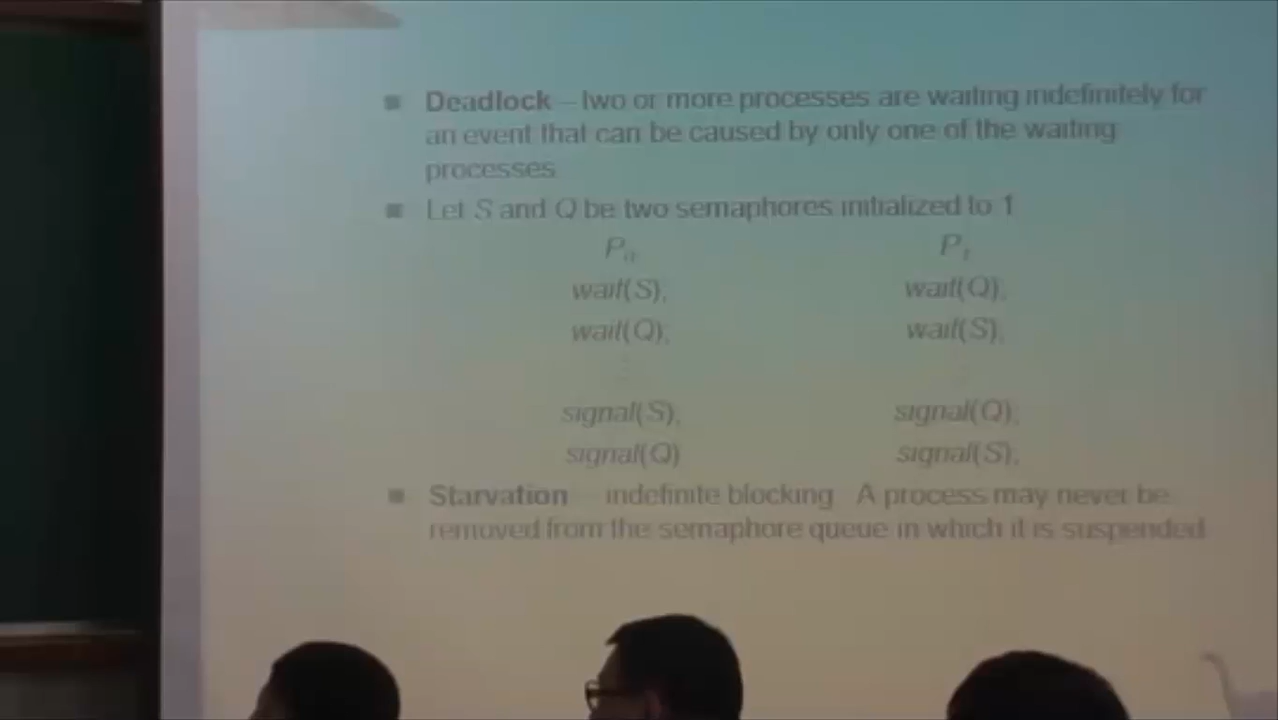 Deadlock – two or more processes are waiting indefinitely for
an event that can be caused by only one of the waiting
processes
Let S and Q be two semaphores initialized to 1
P0 P1
wait(S); wait(Q);
wait(Q); wait(S);
signal(S); signal(Q);
signal(Q) signal(S);
Starvation – indefinite blocking A process may never be
removed from the semaphore queue in which it is suspended